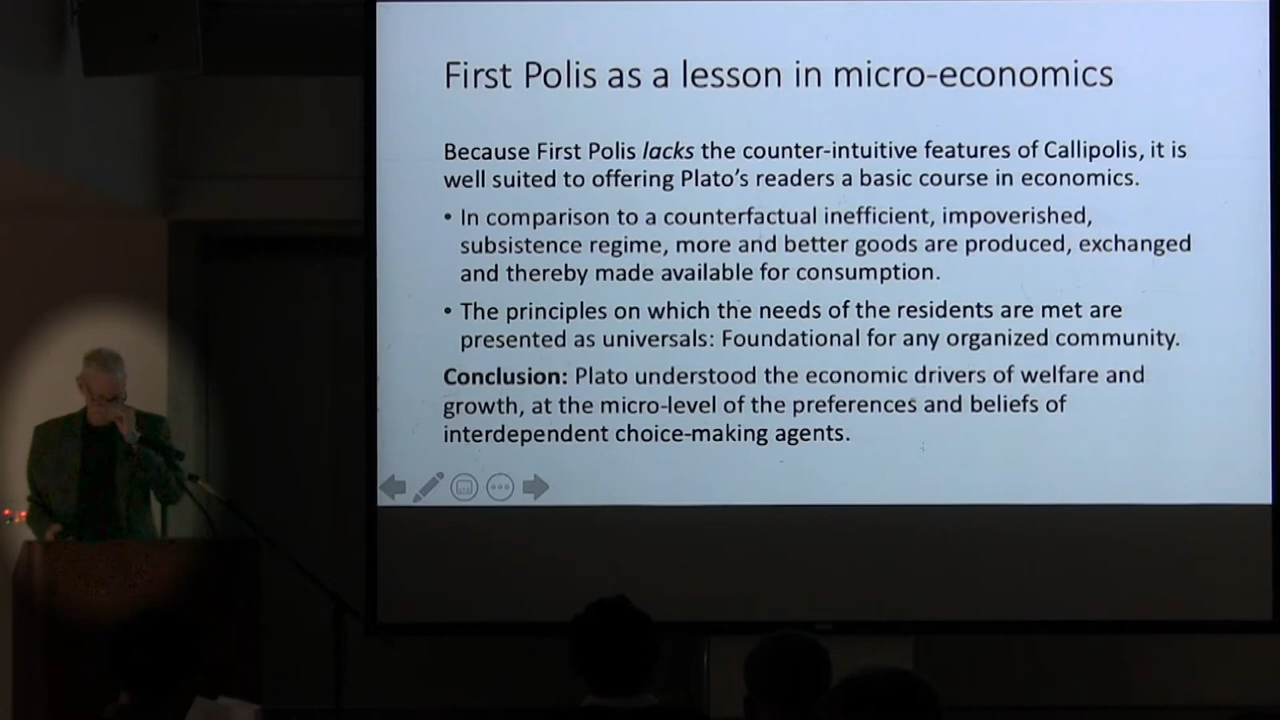 First Polis as a lesson in micro-economics
Because First Polis lacks the counter-intuitive features of Callipolis, it is
well suited to offering Plato's readers a basic course in economics.
• In comparison to a counterfactual inefficient, impoverished,
subsistence regime, more and better goods are produced, exchanged
and thereby made available for consumption.
• The principles on which the needs of the residents are met are
presented as universals: Foundational for any organized community.
Conclusion: Plato understood the economic drivers of welfare and
growth, at the micro-level of the preferences and beliefs of
interdependent choice-making agents.